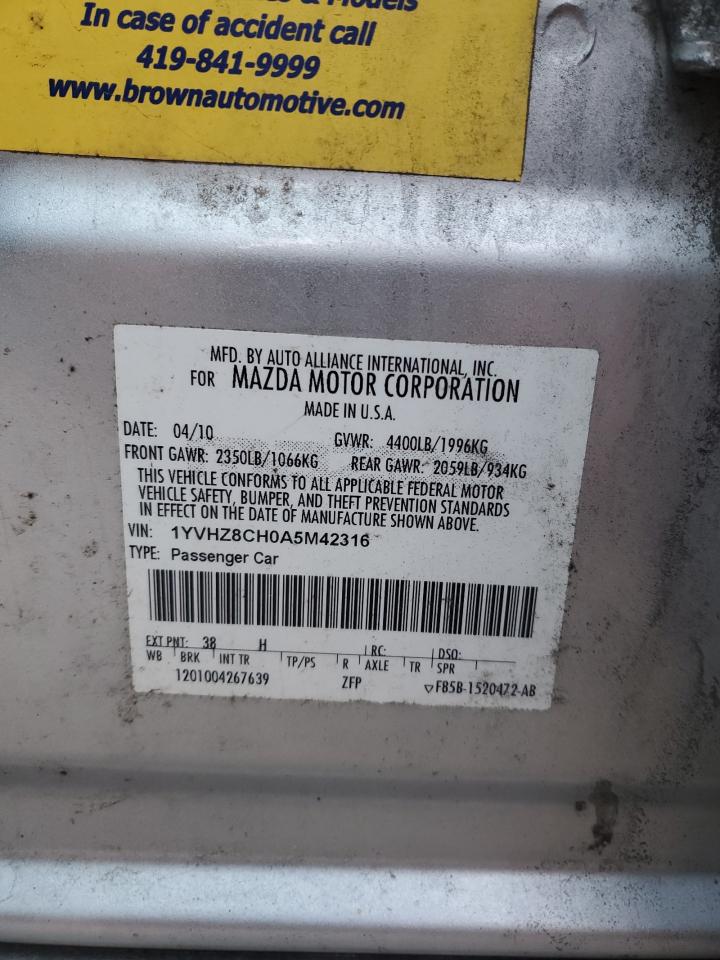 & Models
In case of accident call
419-841-9999
www.brownautomotive.com
MFD. BY AUTO ALLIANCE INTERNATIONAL, INC.
FOR MAZDA MOTOR CORPORATION
MADE IN U.S.A.
DATE: 04/10 GVWR: 4400LB/1996KG
FRONT GAWR: 2350LB/1066KG REAR GAWR: 2059LB/934KG
THIS VEHICLE CONFORMS TO ALL APPLICABLE FEDERAL MOTOR
VEHICLE SAFETY, BUMPER, AND THEFT PREVENTION STANDARDS
IN EFFECT ON THE DATE OF MANUFACTURE SHOWN ABOVE.
VIN: 1YVHZ8CH0A5M42316
TYPE: Passenger Car
EXT PNT: 38 H RC: DSO:
WB BRK INT TR TP/PS R AXLE TR SPR
1201004267639 ZFP ▽FB5B-1520472-AB